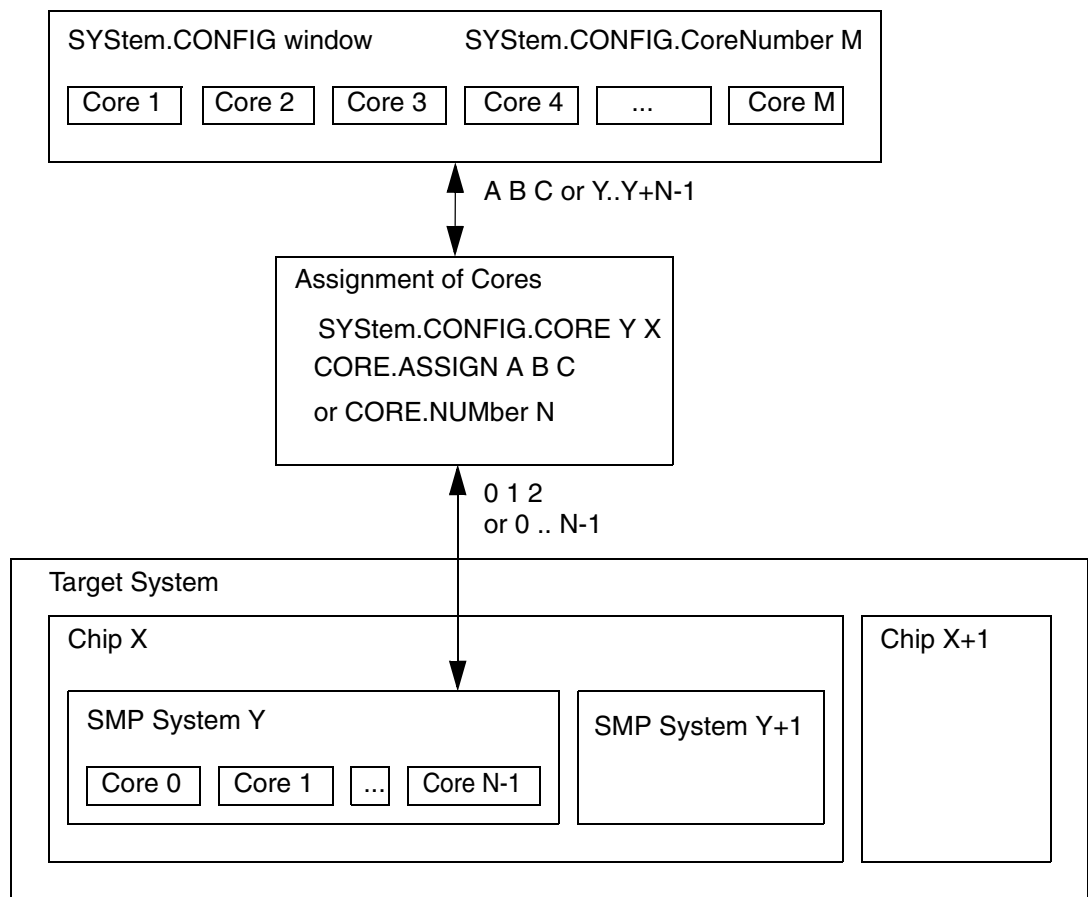 SYStem.CONFIG window SYStem.CONFIG.CoreNumber M
Core 1 Core 2 Core 3 Core 4 ... Core M
A B C or Y..Y+N-1
Assignment of Cores
SYStem.CONFIG.CORE Y X
CORE.ASSIGN A B C
or CORE.NUMber N
0 1 2
or 0 .. N-1
Target System
Chip X Chip X+1
SMP System Y SMP System Y+1
Core 0 Core 1 ... Core N-1